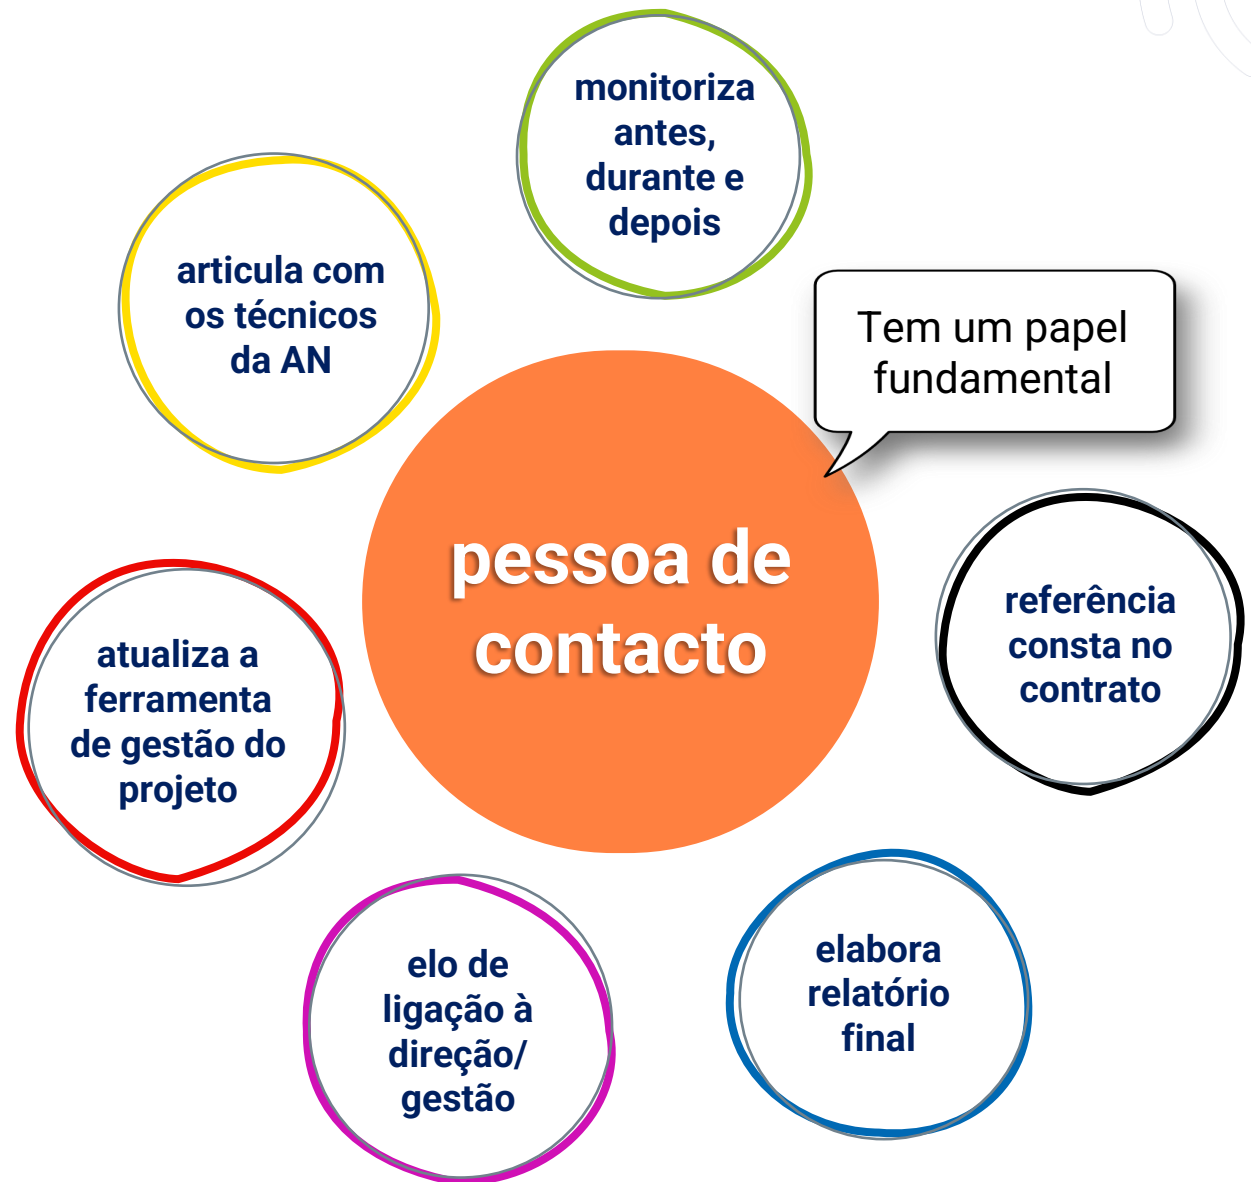 monitoriza
antes,
durante e
depois
articula com
os técnicos
da AN
Tem um papel
fundamental
pessoa de
contacto
referência
consta no
contrato
atualiza a
ferramenta
de gestão do
projeto
elabora
relatório
final
elo de
ligação à
direção/
gestão